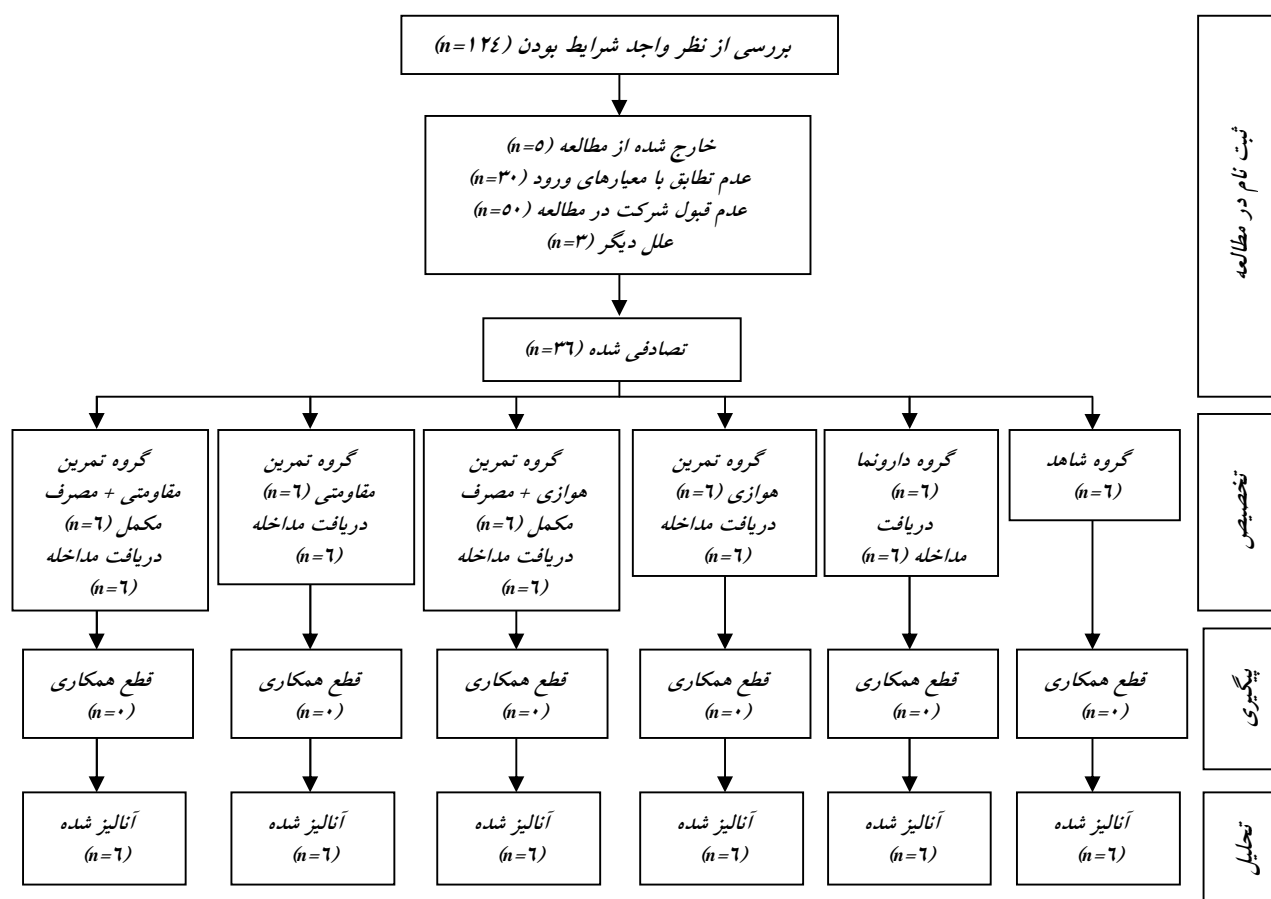 بررسی از نظر واجد شرایط بودن (n=۱۲٤)
خارج شده از مطالعه (n=٥)
عدم تطابق با معیارهای ورود (n=۳۰)
عدم قبول شرکت در مطالعه (n=٥۰)
علل دیگر (n=۳)
تصادفی شده (n=۳٦)
ثبت نام در مطالعه
گروه شاهد
(n=٦)
گروه دارونما
(n=٦)
دریافت
مداخله (n=٦)
گروه تمرین
هوازی (n=٦)
دریافت مداخله
(n=٦)
گروه تمرین
هوازی + مصرف
مکمل (n=٦)
دریافت مداخله
(n=٦)
گروه تمرین
مقاومتی (n=٦)
دریافت مداخله
(n=٦)
گروه تمرین
مقاومتی + مصرف
مکمل (n=٦)
دریافت مداخله
(n=٦)
تخصیص
قطع همکاری
(n=۰)
قطع همکاری
(n=۰)
قطع همکاری
(n=۰)
قطع همکاری
(n=۰)
قطع همکاری
(n=۰)
قطع همکاری
(n=۰)
پیگیری
آنالیز شده
(n=٦)
آنالیز شده
(n=٦)
آنالیز شده
(n=٦)
آنالیز شده
(n=٦)
آنالیز شده
(n=٦)
آنالیز شده
(n=٦)
تحلیل